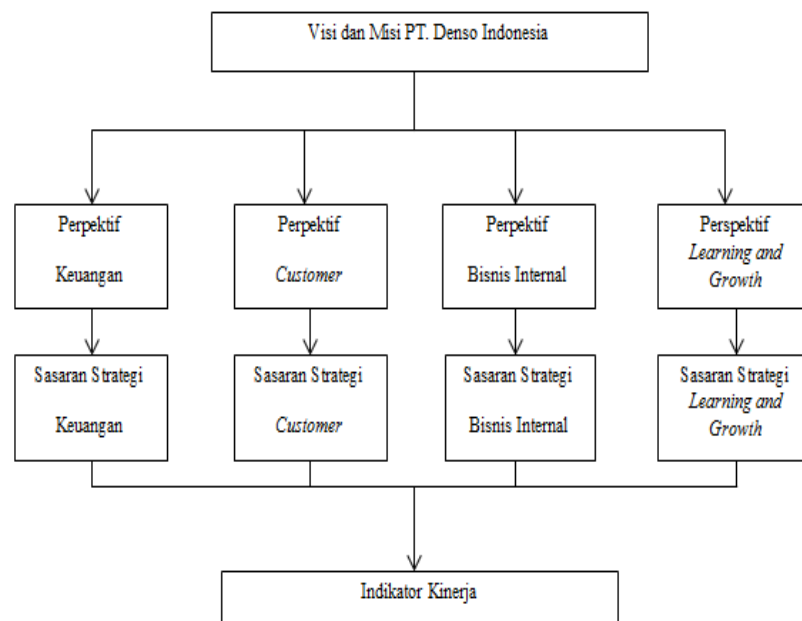 Visi dan Misi PT. Denso Indonesia
Perpektif
Keuangan
Perpektif
Customer
Perpektif
Bisnis Internal
Perspektif
Learning and
Growth
Sasaran Strategi
Keuangan
Sasaran Strategi
Customer
Sasaran Strategi
Bisnis Internal
Sasaran Strategi
Learning and
Growth
Indikator Kinerja